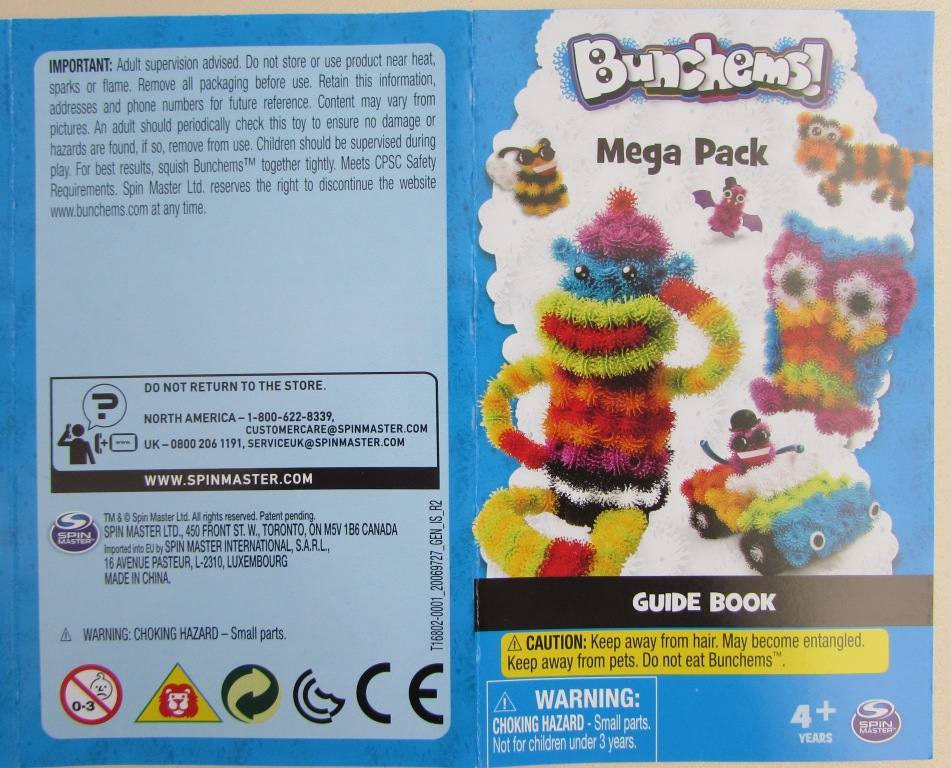 IMPORTANT: Adult supervision advised. Do not store or use product near heat,
sparks or flame. Remove all packaging before use. Retain this information,
addresses and phone numbers for future reference. Content may vary from
pictures. An adult should periodically check this toy to ensure no damage or
hazards are found, if so, remove from use. Children should be supervised during
play. For best results, squish Bunchems™ together tightly. Meets CPSC Safety
Requirements. Spin Master Ltd. reserves the right to discontinue the website
www.bunchems.com at any time.
?
www.
DO NOT RETURN TO THE STORE.
NORTH AMERICA – 1-800-622-8339,
CUSTOMERCARE@SPINMASTER.COM
UK – 0800 206 1191, SERVICEUK@SPINMASTER.COM
WWW.SPINMASTER.COM
SPIN
MASTER™
TM & © Spin Master Ltd. All rights reserved. Patent pending.
SPIN MASTER LTD., 450 FRONT ST. W., TORONTO, ON M5V 1B6 CANADA
Imported into EU by SPIN MASTER INTERNATIONAL, S.A.R.L.,
16 AVENUE PASTEUR, L-2310, LUXEMBOURG
MADE IN CHINA.
T16802-0001_20069727_GEN_IS_R2
⚠ WARNING: CHOKING HAZARD – Small parts.
0-3
CE
Bunchems!™
Mega Pack
GUIDE BOOK
⚠ CAUTION: Keep away from hair. May become entangled.
Keep away from pets. Do not eat Bunchems™.
⚠ WARNING:
CHOKING HAZARD - Small parts.
Not for children under 3 years.
4+
YEARS
SPIN
MASTER™